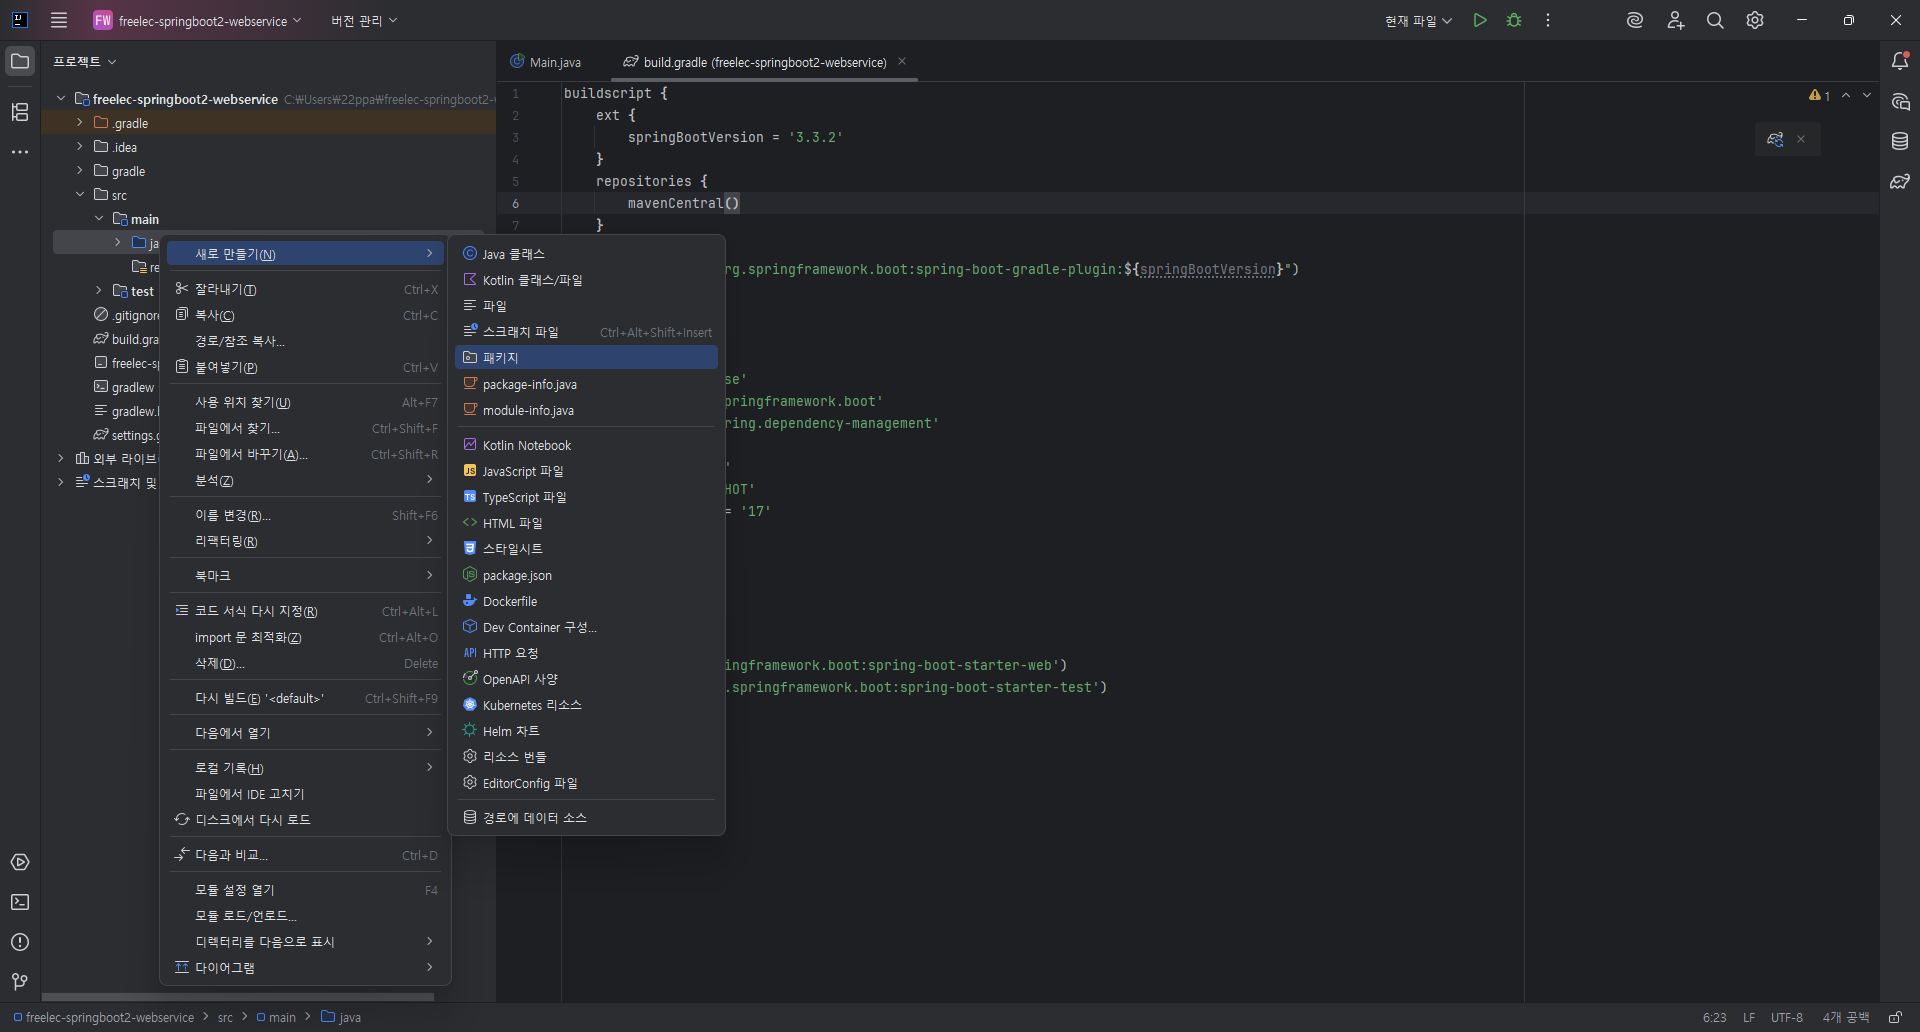 FW freelec-springboot2-webservice 버전 관리 현재 파일
프로젝트
Main.java build.gradle (freelec-springboot2-webservice)
freelec-springboot2-webservice C:₩Users₩22ppa₩freelec-springboot2-
.gradle
.idea
gradle
src
main
ja
re
test
.gitignore
build.gra
freelec-sp
gradlew
gradlew.
settings.g
외부 라이브
스크래치 및
새로 만들기(N)
잘라내기(T) Ctrl+X
복사(C) Ctrl+C
경로/참조 복사...
붙여넣기(P) Ctrl+V
사용 위치 찾기(U) Alt+F7
파일에서 찾기... Ctrl+Shift+F
파일에서 바꾸기(A)... Ctrl+Shift+R
분석(Z)
이름 변경(R)... Shift+F6
리팩터링(R)
북마크
코드 서식 다시 지정(R) Ctrl+Alt+L
import 문 최적화(Z) Ctrl+Alt+O
삭제(D)... Delete
다시 빌드(E) '<default>' Ctrl+Shift+F9
다음에서 열기
로컬 기록(H)
파일에서 IDE 고치기
디스크에서 다시 로드
다음과 비교... Ctrl+D
모듈 설정 열기 F4
모듈 로드/언로드...
디렉터리를 다음으로 표시
다이어그램
Java 클래스
Kotlin 클래스/파일
파일
스크래치 파일 Ctrl+Alt+Shift+Insert
패키지
package-info.java
module-info.java
Kotlin Notebook
JS JavaScript 파일
TS TypeScript 파일
HTML 파일
스타일시트
package.json
Dockerfile
Dev Container 구성...
API HTTP 요청
OpenAPI 사양
Kubernetes 리소스
Helm 차트
리소스 번들
EditorConfig 파일
경로에 데이터 소스
1 buildscript {
2 ext {
3 springBootVersion = '3.3.2'
4 }
5 repositories {
6 mavenCentral()
7 }
rg.springframework.boot:spring-boot-gradle-plugin:${springBootVersion}")
se'
pringframework.boot'
ring.dependency-management'
'
HOT'
= '17'
ingframework.boot:spring-boot-starter-web')
.springframework.boot:spring-boot-starter-test')
1
freelec-springboot2-webservice > src > main > java 6:23 LF UTF-8 4개 공백